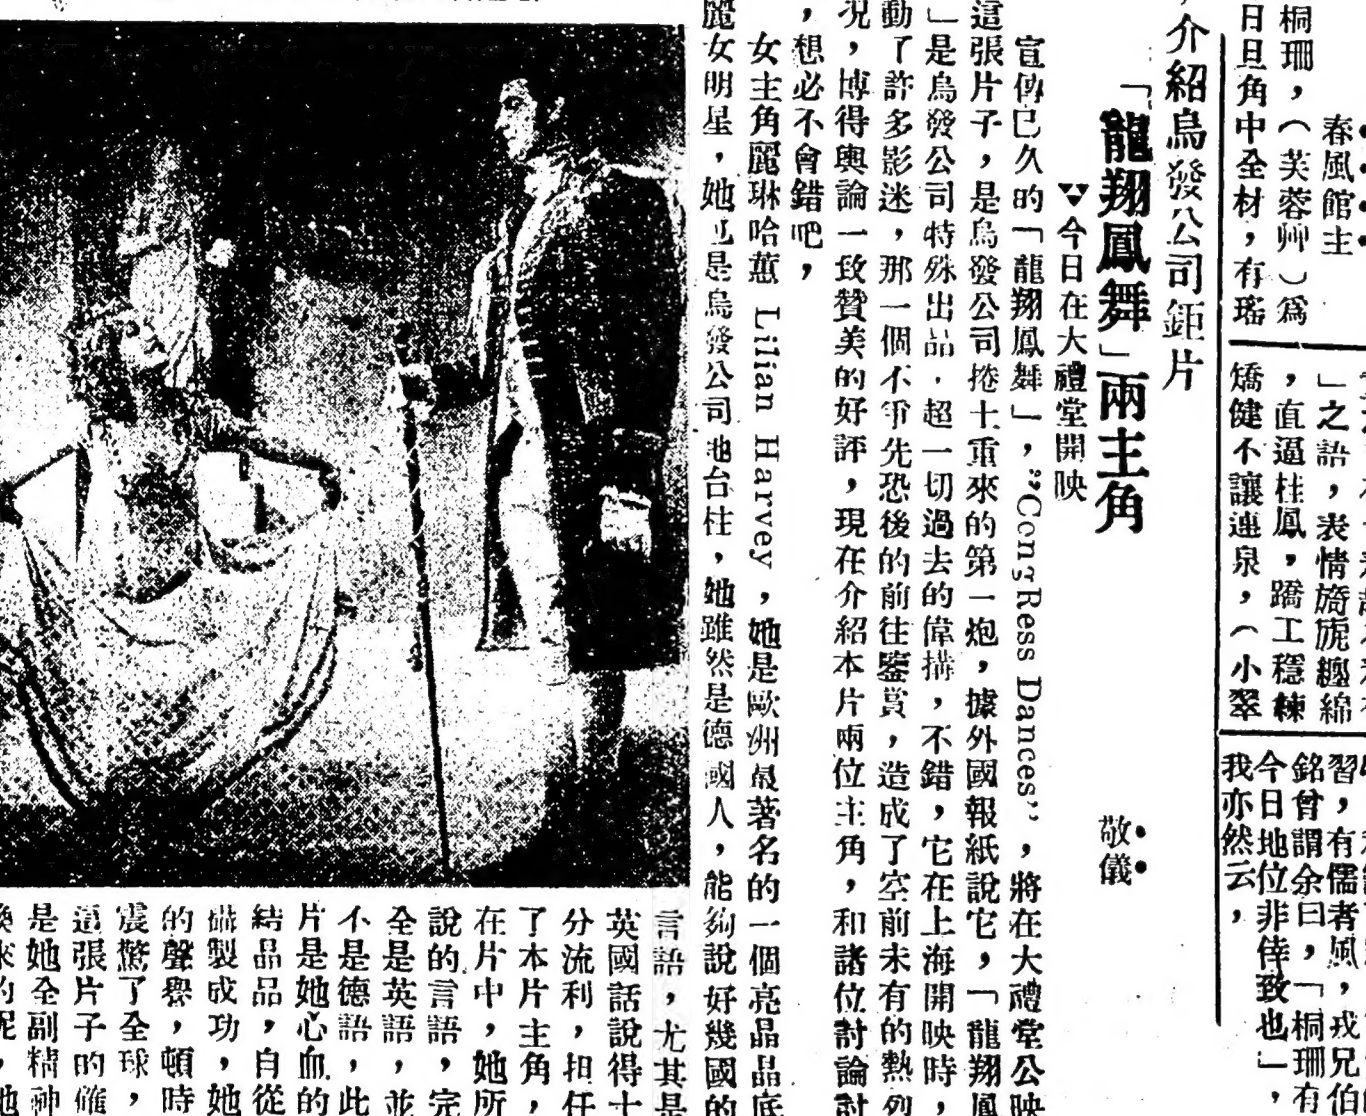 桐珊，（芙蓉艸）爲
日旦角中全材，有瑤
春風館主
」之語，表情旖旎纏綿
，直逼桂鳳，蹻工穩練
矯健不讓連泉，（小翠
習，有儒者風，戎兄伯
銘曾謂余曰，「桐珊有
今日地位非倖致也」，
我亦然云，
，介紹烏發公司鉅片
「龍翔鳳舞」兩主角
敬儀
今日在大禮堂開映
宣傳已久的「龍翔鳳舞」，"CongRess Dances"，將在大禮堂公映
這張片子，是烏發公司捲土重來的第一炮，據外國報紙說它，「龍翔鳳
」是烏發公司特殊出品．超一切過去的偉搆，不錯，它在上海開映時，
動了許多影迷，那一個不爭先恐後的前往鑒賞，造成了空前未有的熱列
况，博得輿論一致贊美的好評，現在介紹本片兩位主角，和諸位討論討
，想必不會錯吧，
女主角麗琳哈蕙 Lilian Harvey，她是歐洲最著名的一個亮晶晶底
麗女明星，她也是烏發公司地台柱，她雖然是德國人，能夠說好幾國的
言語，尤其是
英國話說得十
分流利，担任
了本片主角，
在片中，她所
說的言語，完
全是英語，並
不是德語，此
片是她心血的
結晶品，自從
攝製成功，她
的聲譽，頓時
震驚了全球，
這張片子的確
是她全副精神
換來的呢，她